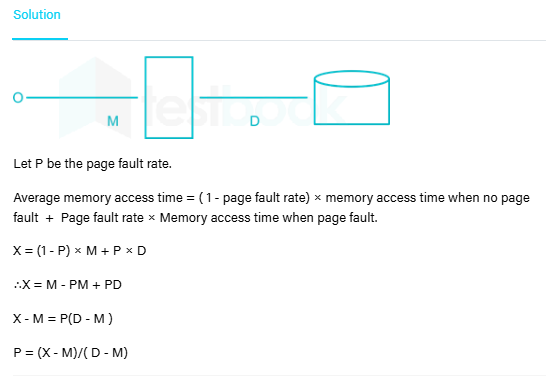 Solution
testbook
O
M
D
Let P be the page fault rate.
Average memory access time = ( 1 - page fault rate) × memory access time when no page
fault + Page fault rate × Memory access time when page fault.
X = (1 - P) × M + P × D
∴X = M - PM + PD
X - M = P(D - M )
P = (X - M)/( D - M)